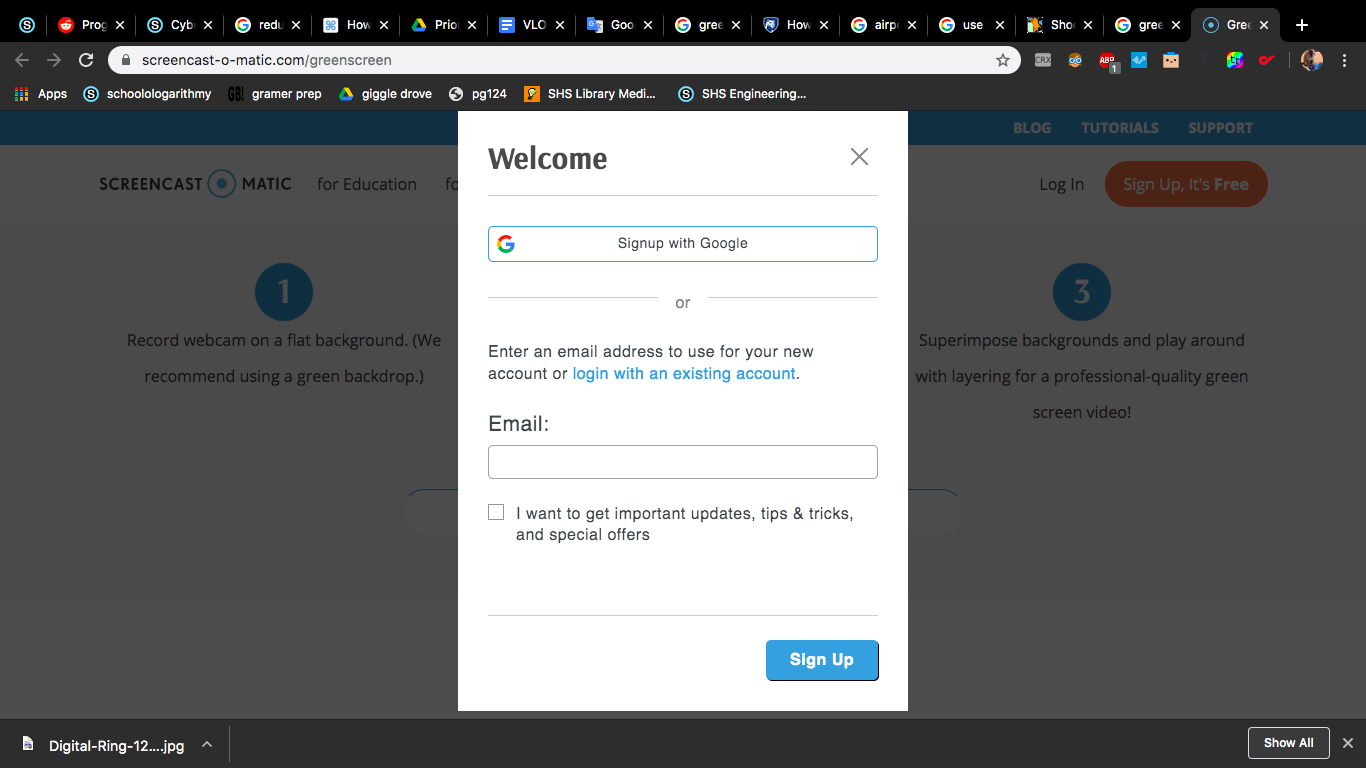 Prog
Cybe
redu
How
Prior
VLO
Goo
gree
How
airpo
use
Sho
gree
Gree
screencast-o-matic.com/greenscreen
CRX
ABP
1
Apps
schoolologarithmy
GB!
gramer prep
giggle drove
pg124
SHS Library Medi...
SHS Engineering...
BLOG
TUTORIALS
SUPPORT
SCREENCAST MATIC
for Education
fo
Log In
Sign Up, It's Free
Welcome
Signup with Google
or
Enter an email address to use for your new
account or login with an existing account.
Email:
I want to get important updates, tips & tricks,
and special offers
Sign Up
1
Record webcam on a flat background. (We
recommend using a green backdrop.)
3
Superimpose backgrounds and play around
with layering for a professional-quality green
screen video!
Digital-Ring-12....jpg
Show All